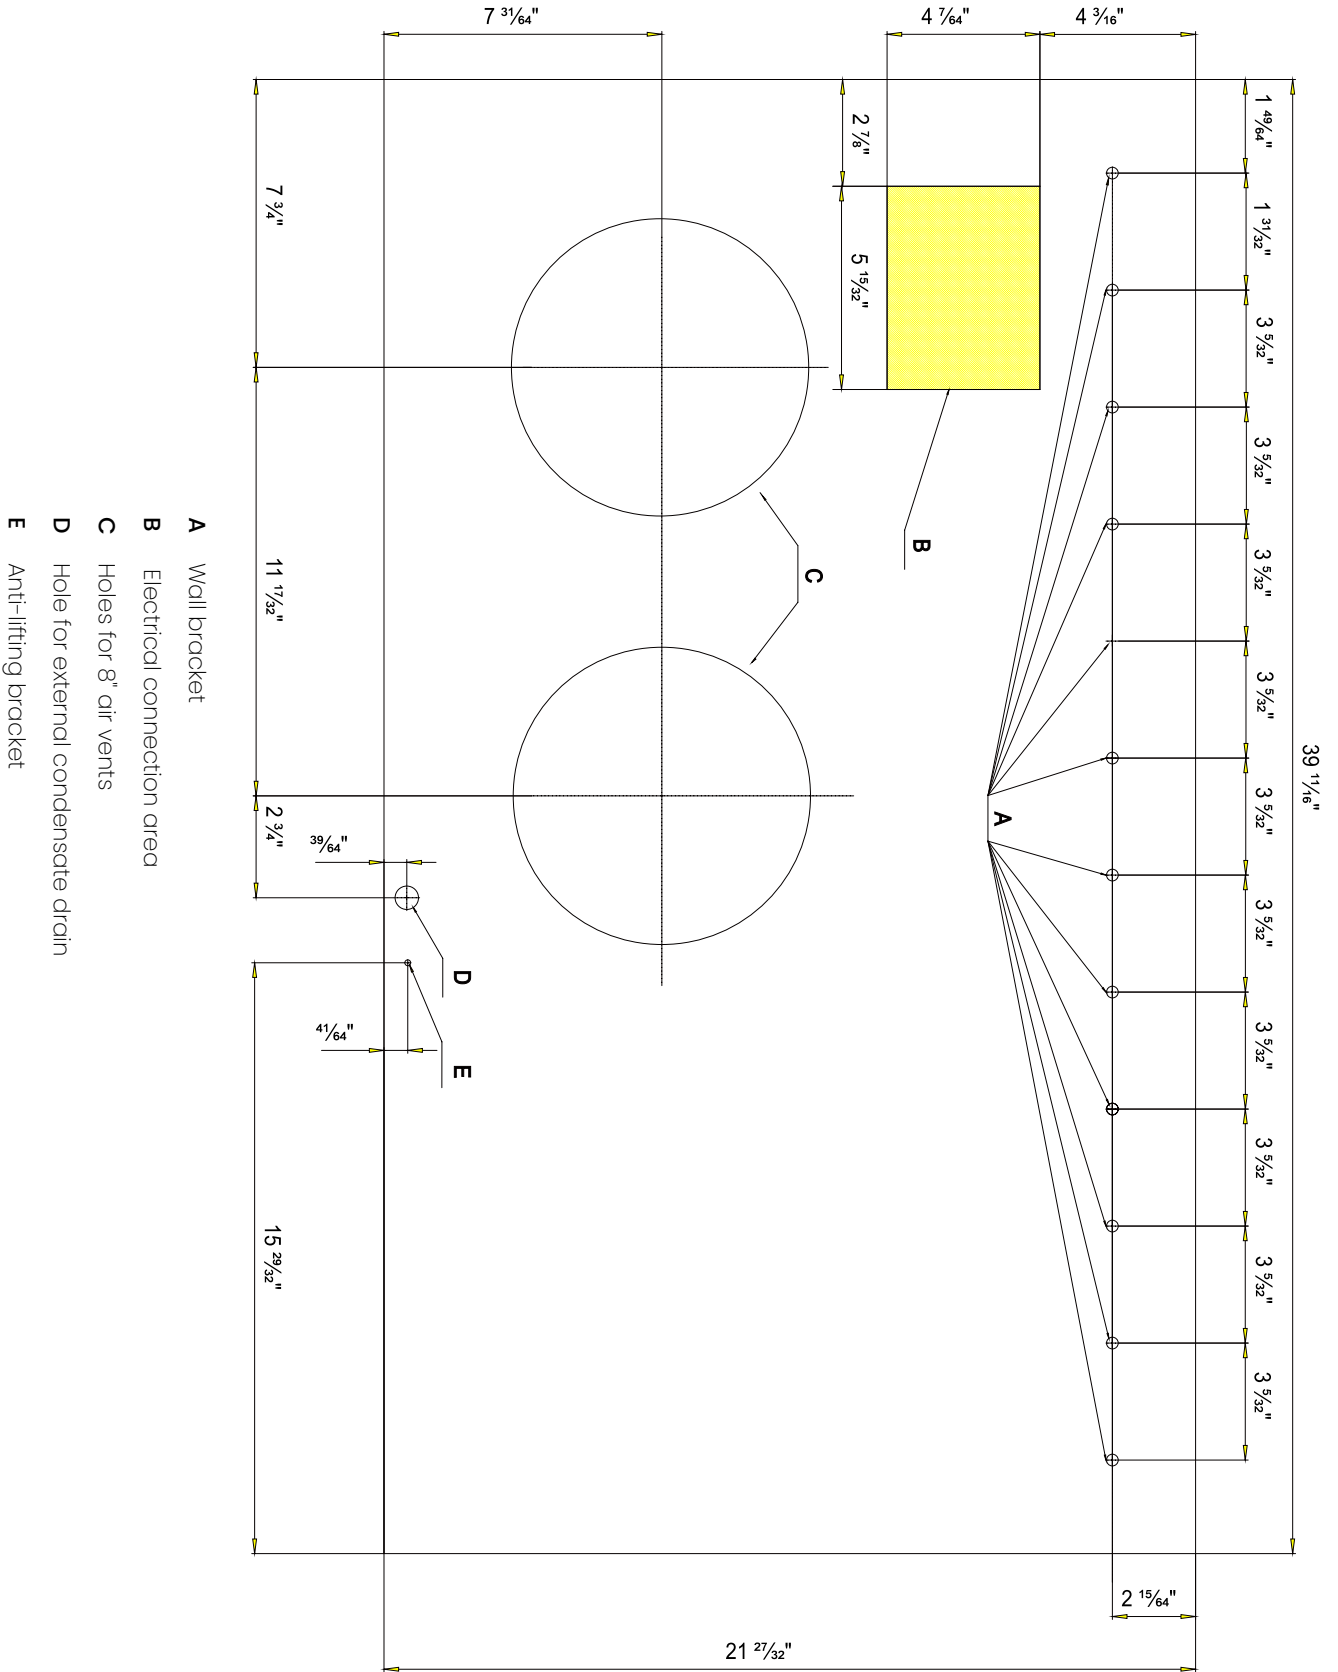 39 11/16"
1 49/64"
1 31/32"
3 5/32"
3 5/32"
3 5/32"
3 5/32"
3 5/32"
3 5/32"
3 5/32"
3 5/32"
3 5/32"
3 5/32"
4 3/16"
4 7/64"
7 31/64"
2 15/64"
21 27/32"
2 7/8"
5 15/32"
A
B
C
D
E
39/64"
41/64"
7 3/4"
11 17/32"
2 3/4"
15 29/32"
A Wall bracket
B Electrical connection area
C Holes for 8" air vents
D Hole for external condensate drain
E Anti-lifting bracket